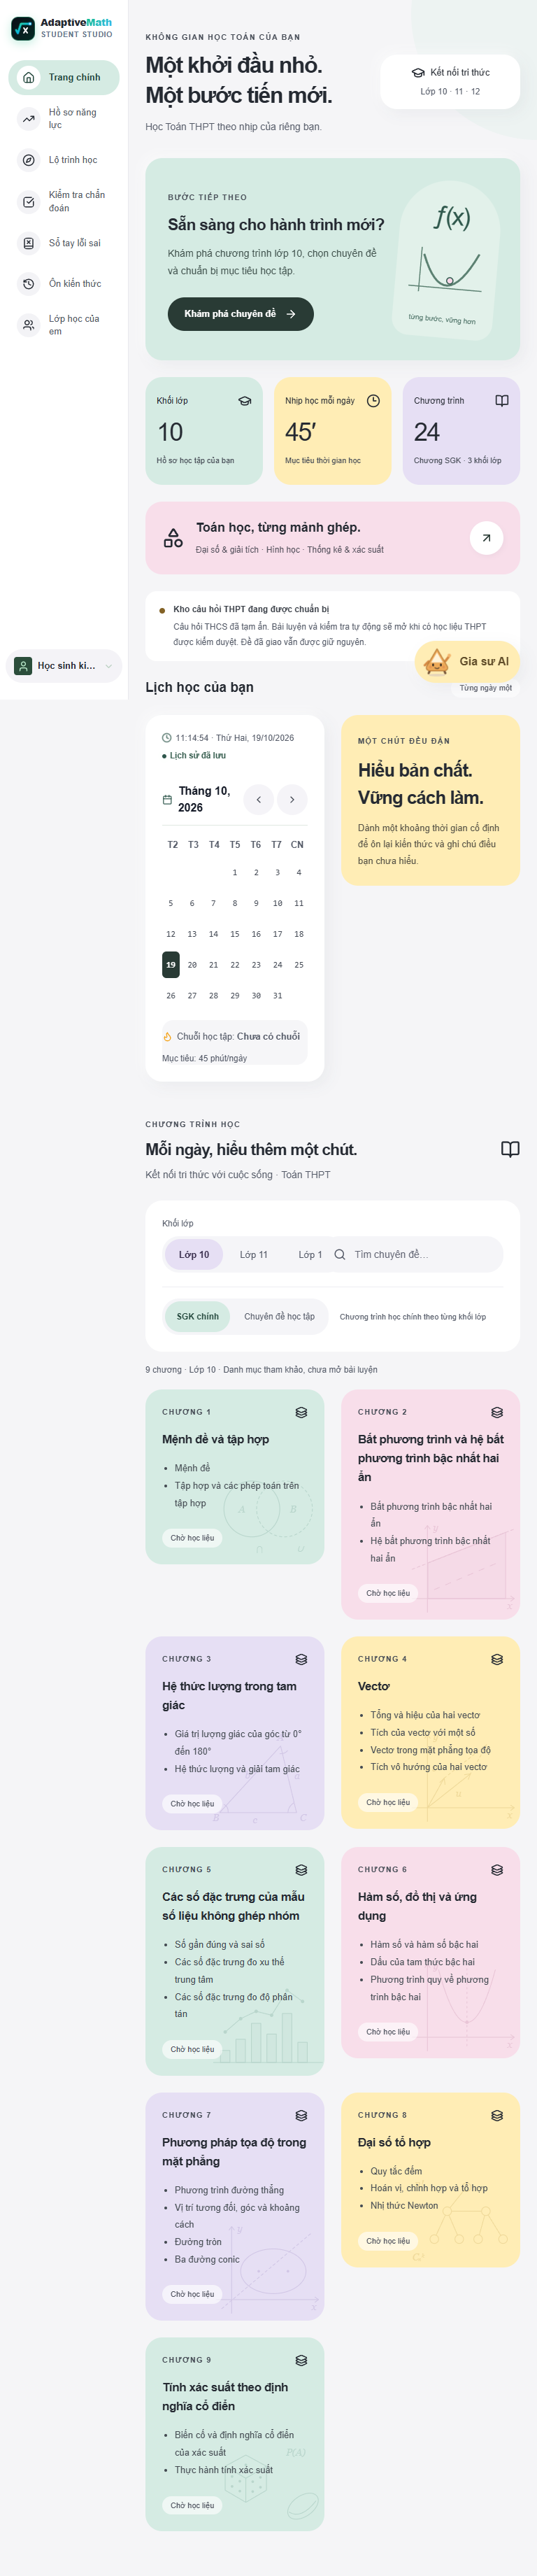 AdaptiveMath
STUDENT STUDIO
Trang chính
Hồ sơ năng
lực
Lộ trình học
Kiểm tra chẩn
đoán
Sổ tay lỗi sai
Ôn kiến thức
Lớp học của
em
Học sinh ki...
KHÔNG GIAN HỌC TOÁN CỦA BẠN
Một khởi đầu nhỏ.
Một bước tiến mới.
Học Toán THPT theo nhịp của riêng bạn.
Kết nối tri thức
Lớp 10 · 11 · 12
BƯỚC TIẾP THEO
Sẵn sàng cho hành trình mới?
Khám phá chương trình lớp 10, chọn chuyên đề
và chuẩn bị mục tiêu học tập.
Khám phá chuyên đề
f(x)
từng bước, vững hơn
Khối lớp
10
Hồ sơ học tập của bạn
Nhịp học mỗi ngày
45′
Mục tiêu thời gian học
Chương trình
24
Chương SGK · 3 khối lớp
Toán học, từng mảnh ghép.
Đại số & giải tích · Hình học · Thống kê & xác suất
Kho câu hỏi THPT đang được chuẩn bị
Câu hỏi THCS đã tạm ẩn. Bài luyện và kiểm tra tự động sẽ mở khi có học liệu THPT
được kiểm duyệt. Đề đã giao vẫn được giữ nguyên.
Gia sư AI
Lịch học của bạn
Từng ngày một
11:14:54 · Thứ Hai, 19/10/2026
Lịch sử đã lưu
Tháng 10,
2026
T2 T3 T4 T5 T6 T7 CN
1 2 3 4
5 6 7 8 9 10 11
12 13 14 15 16 17 18
19 20 21 22 23 24 25
26 27 28 29 30 31
Chuỗi học tập: Chưa có chuỗi
Mục tiêu: 45 phút/ngày
MỘT CHÚT ĐỀU ĐẶN
Hiểu bản chất.
Vững cách làm.
Dành một khoảng thời gian cố định
để ôn lại kiến thức và ghi chú điều
bạn chưa hiểu.
CHƯƠNG TRÌNH HỌC
Mỗi ngày, hiểu thêm một chút.
Kết nối tri thức với cuộc sống · Toán THPT
Khối lớp
Lớp 10
Lớp 11
Lớp 1
Tìm chuyên đề...
SGK chính
Chuyên đề học tập
Chương trình học chính theo từng khối lớp
9 chương · Lớp 10 · Danh mục tham khảo, chưa mở bài luyện
CHƯƠNG 1
Mệnh đề và tập hợp
Mệnh đề
Tập hợp và các phép toán trên
tập hợp
A
B
∩
∪
Chờ học liệu
CHƯƠNG 2
Bất phương trình và hệ bất
phương trình bậc nhất hai
ẩn
Bất phương trình bậc nhất hai
ẩn
Hệ bất phương trình bậc nhất
hai ẩn
y
x
Chờ học liệu
CHƯƠNG 3
Hệ thức lượng trong tam
giác
Giá trị lượng giác của góc từ 0°
đến 180°
Hệ thức lượng và giải tam giác
B
C
Chờ học liệu
CHƯƠNG 4
Vectơ
Tổng và hiệu của hai vectơ
Tích của vectơ với một số
Vectơ trong mặt phẳng tọa độ
Tích vô hướng của hai vectơ
x
Chờ học liệu
CHƯƠNG 5
Các số đặc trưng của mẫu
số liệu không ghép nhóm
Số gần đúng và sai số
Các số đặc trưng đo xu thế
trung tâm
Các số đặc trưng đo độ phân
tán
Chờ học liệu
CHƯƠNG 6
Hàm số, đồ thị và ứng
dụng
Hàm số và hàm số bậc hai
Dấu của tam thức bậc hai
Phương trình quy về phương
trình bậc hai
x
Chờ học liệu
CHƯƠNG 7
Phương pháp tọa độ trong
mặt phẳng
Phương trình đường thẳng
Vị trí tương đối, góc và khoảng
cách
Đường tròn
Ba đường conic
y
x
Chờ học liệu
CHƯƠNG 8
Đại số tổ hợp
Quy tắc đếm
Hoán vị, chỉnh hợp và tổ hợp
Nhị thức Newton
Chờ học liệu
CHƯƠNG 9
Tính xác suất theo định
nghĩa cổ điển
Biến cố và định nghĩa cổ điển
của xác suất
Thực hành tính xác suất
P(A)
Chờ học liệu